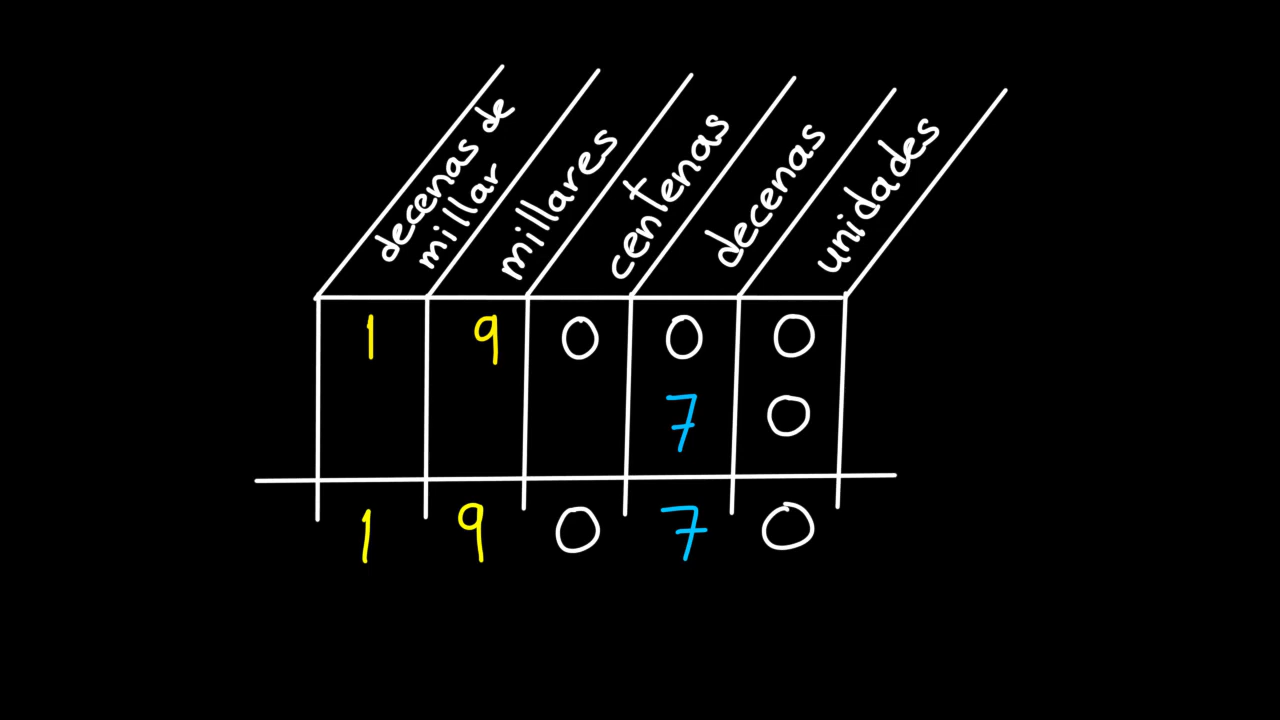 decenas de
millar
millares
centenas
decenas
unidades
1 9 0 0 0
7 0
1 9 0 7 0